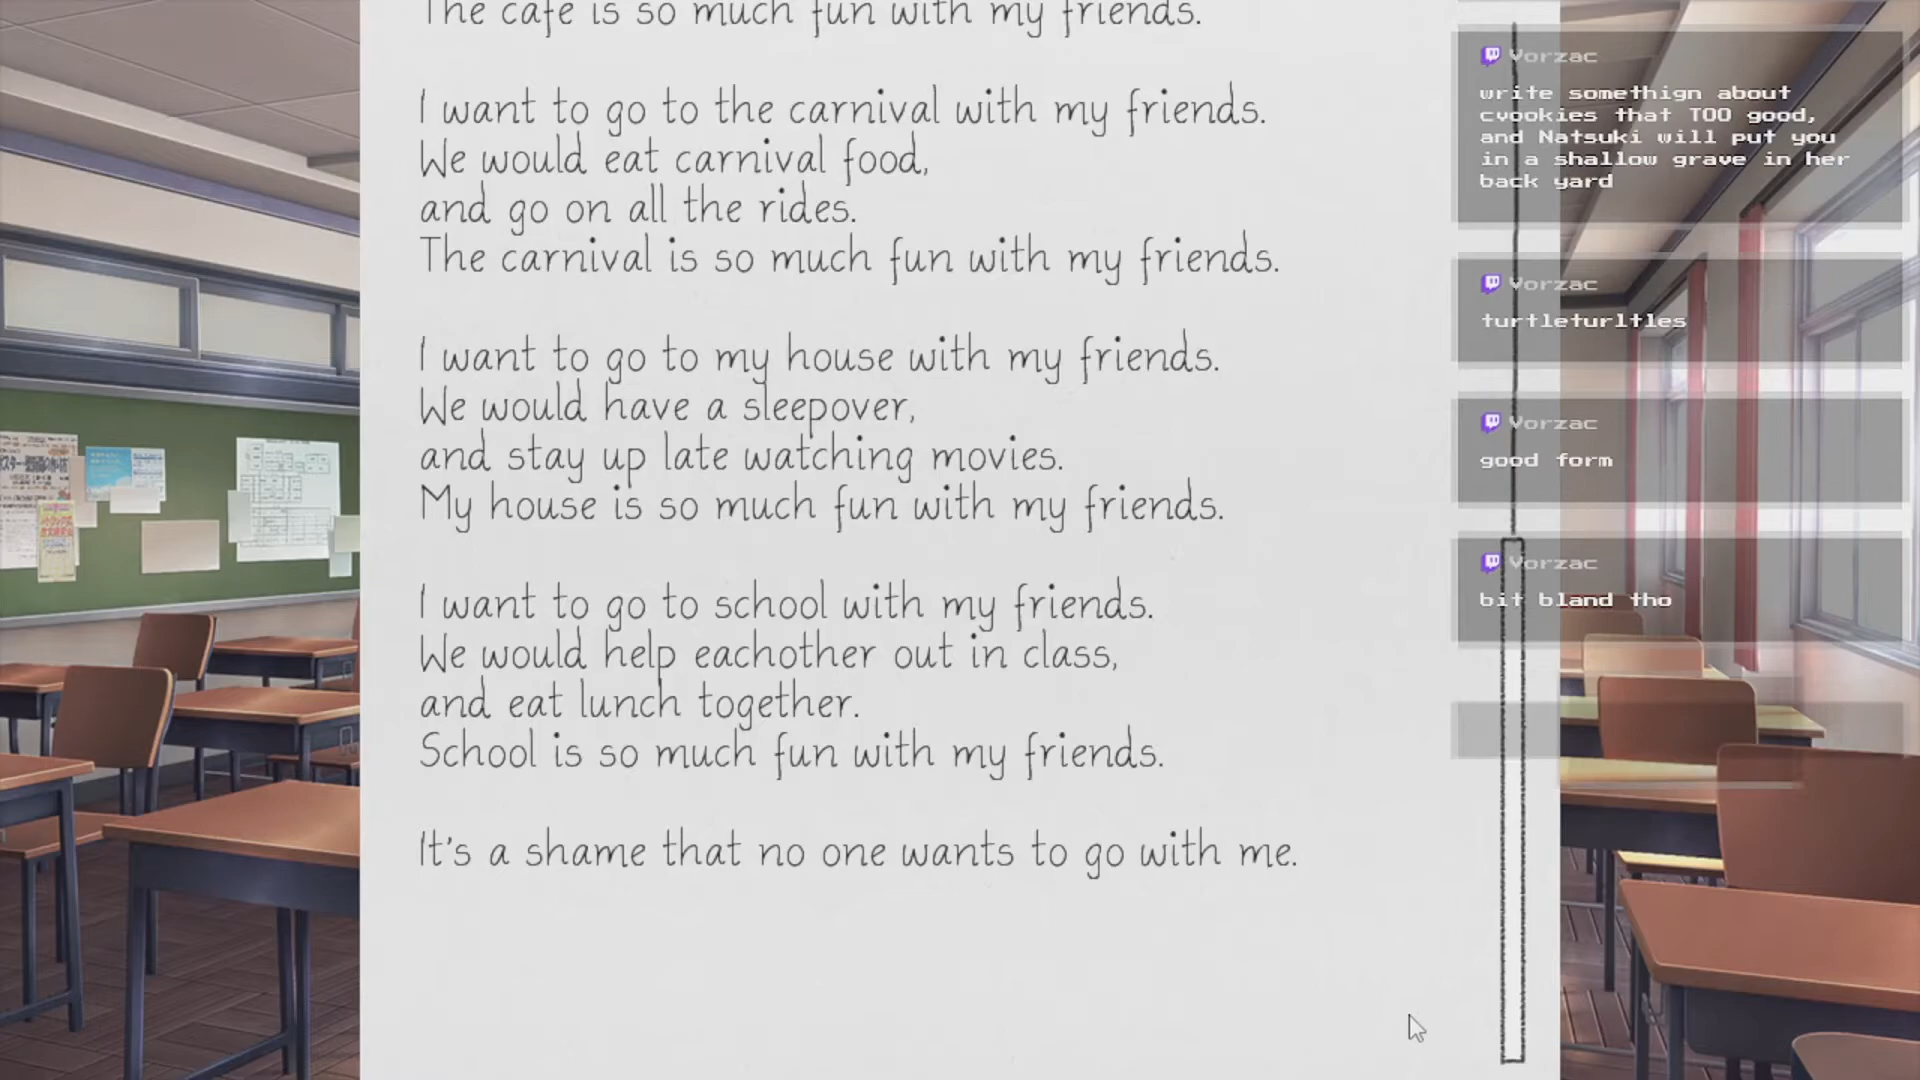 The cafe is so much fun with my friends.
I want to go to the carnival with my friends.
We would eat carnival food,
and go on all the rides.
The carnival is so much fun with my friends.
I want to go to my house with my friends.
We would have a sleepover,
and stay up late watching movies.
My house is so much fun with my friends.
I want to go to school with my friends.
We would help eachother out in class,
and eat lunch together.
School is so much fun with my friends.
It's a shame that no one wants to go with me.
Vorzac
write somethign about
cvookies that TOO good,
and Natsuki will put you
in a shallow grave in her
back yard
Vorzac
turtleturltles
Vorzac
good form
Vorzac
bit bland tho